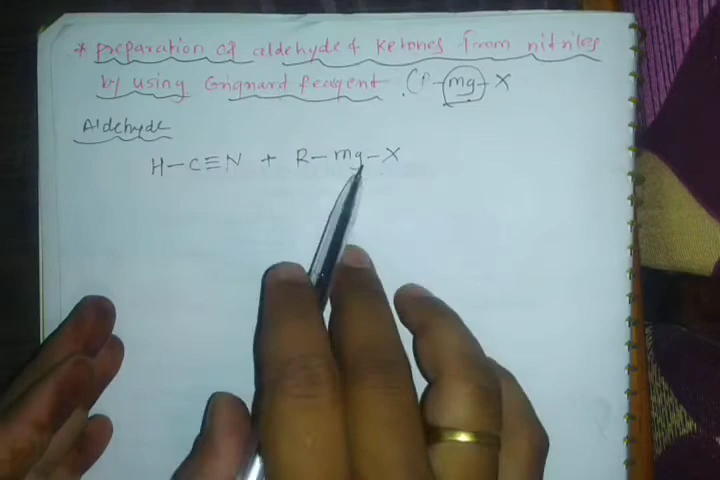 * preparation of aldehyde & Ketones from nitriles
by using Grignard Reagent
mg-X
Aldehyde
H-C≡N + R-mg-X